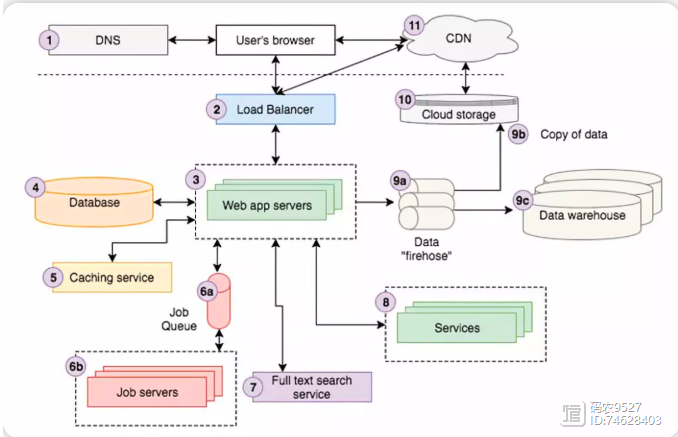 1
DNS
User's browser
11
CDN
2
Load Balancer
10
Cloud storage
9b
Copy of data
3
Web app servers
4
Database
9a
Data
"firehose"
9c
Data warehouse
5
Caching service
6a
Job
Queue
8
Services
6b
Job servers
7
Full text search
service
码农9527
ID:74628403